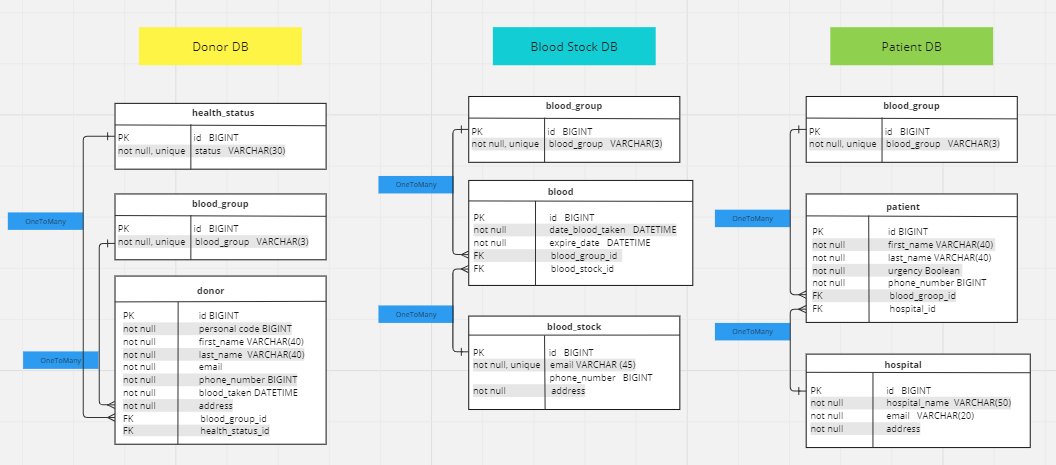 Donor DB
health_status
PK id BIGINT
not null, unique status VARCHAR(30)
OneToMany
blood_group
PK id BIGINT
not null, unique blood_group VARCHAR(3)
OneToMany
donor
PK id BIGINT
not null personal code BIGINT
not null first_name VARCHAR(40)
not null last_name VARCHAR(40)
not null email
not null phone_number BIGINT
not null blood_taken DATETIME
not null address
FK blood_group_id
FK health_status_id
Blood Stock DB
blood_group
PK id BIGINT
not null, unique blood_group VARCHAR(3)
OneToMany
blood
PK id BIGINT
not null date_blood_taken DATETIME
not null expire_date DATETIME
FK blood_group_id
FK blood_stock_id
OneToMany
blood_stock
PK id BIGINT
not null, unique email VARCHAR (45)
phone_number BIGINT
not null address
Patient DB
blood_group
PK id BIGINT
not null, unique blood_group VARCHAR(3)
OneToMany
patient
PK id BIGINT
not null first_name VARCHAR(40)
not null last_name VARCHAR(40)
not null urgency Boolean
not null phone_number BIGINT
FK blood_groop_id
FK hospital_id
OneToMany
hospital
PK id BIGINT
not null hospital_name VARCHAR(50)
not null email VARCHAR(20)
not null address